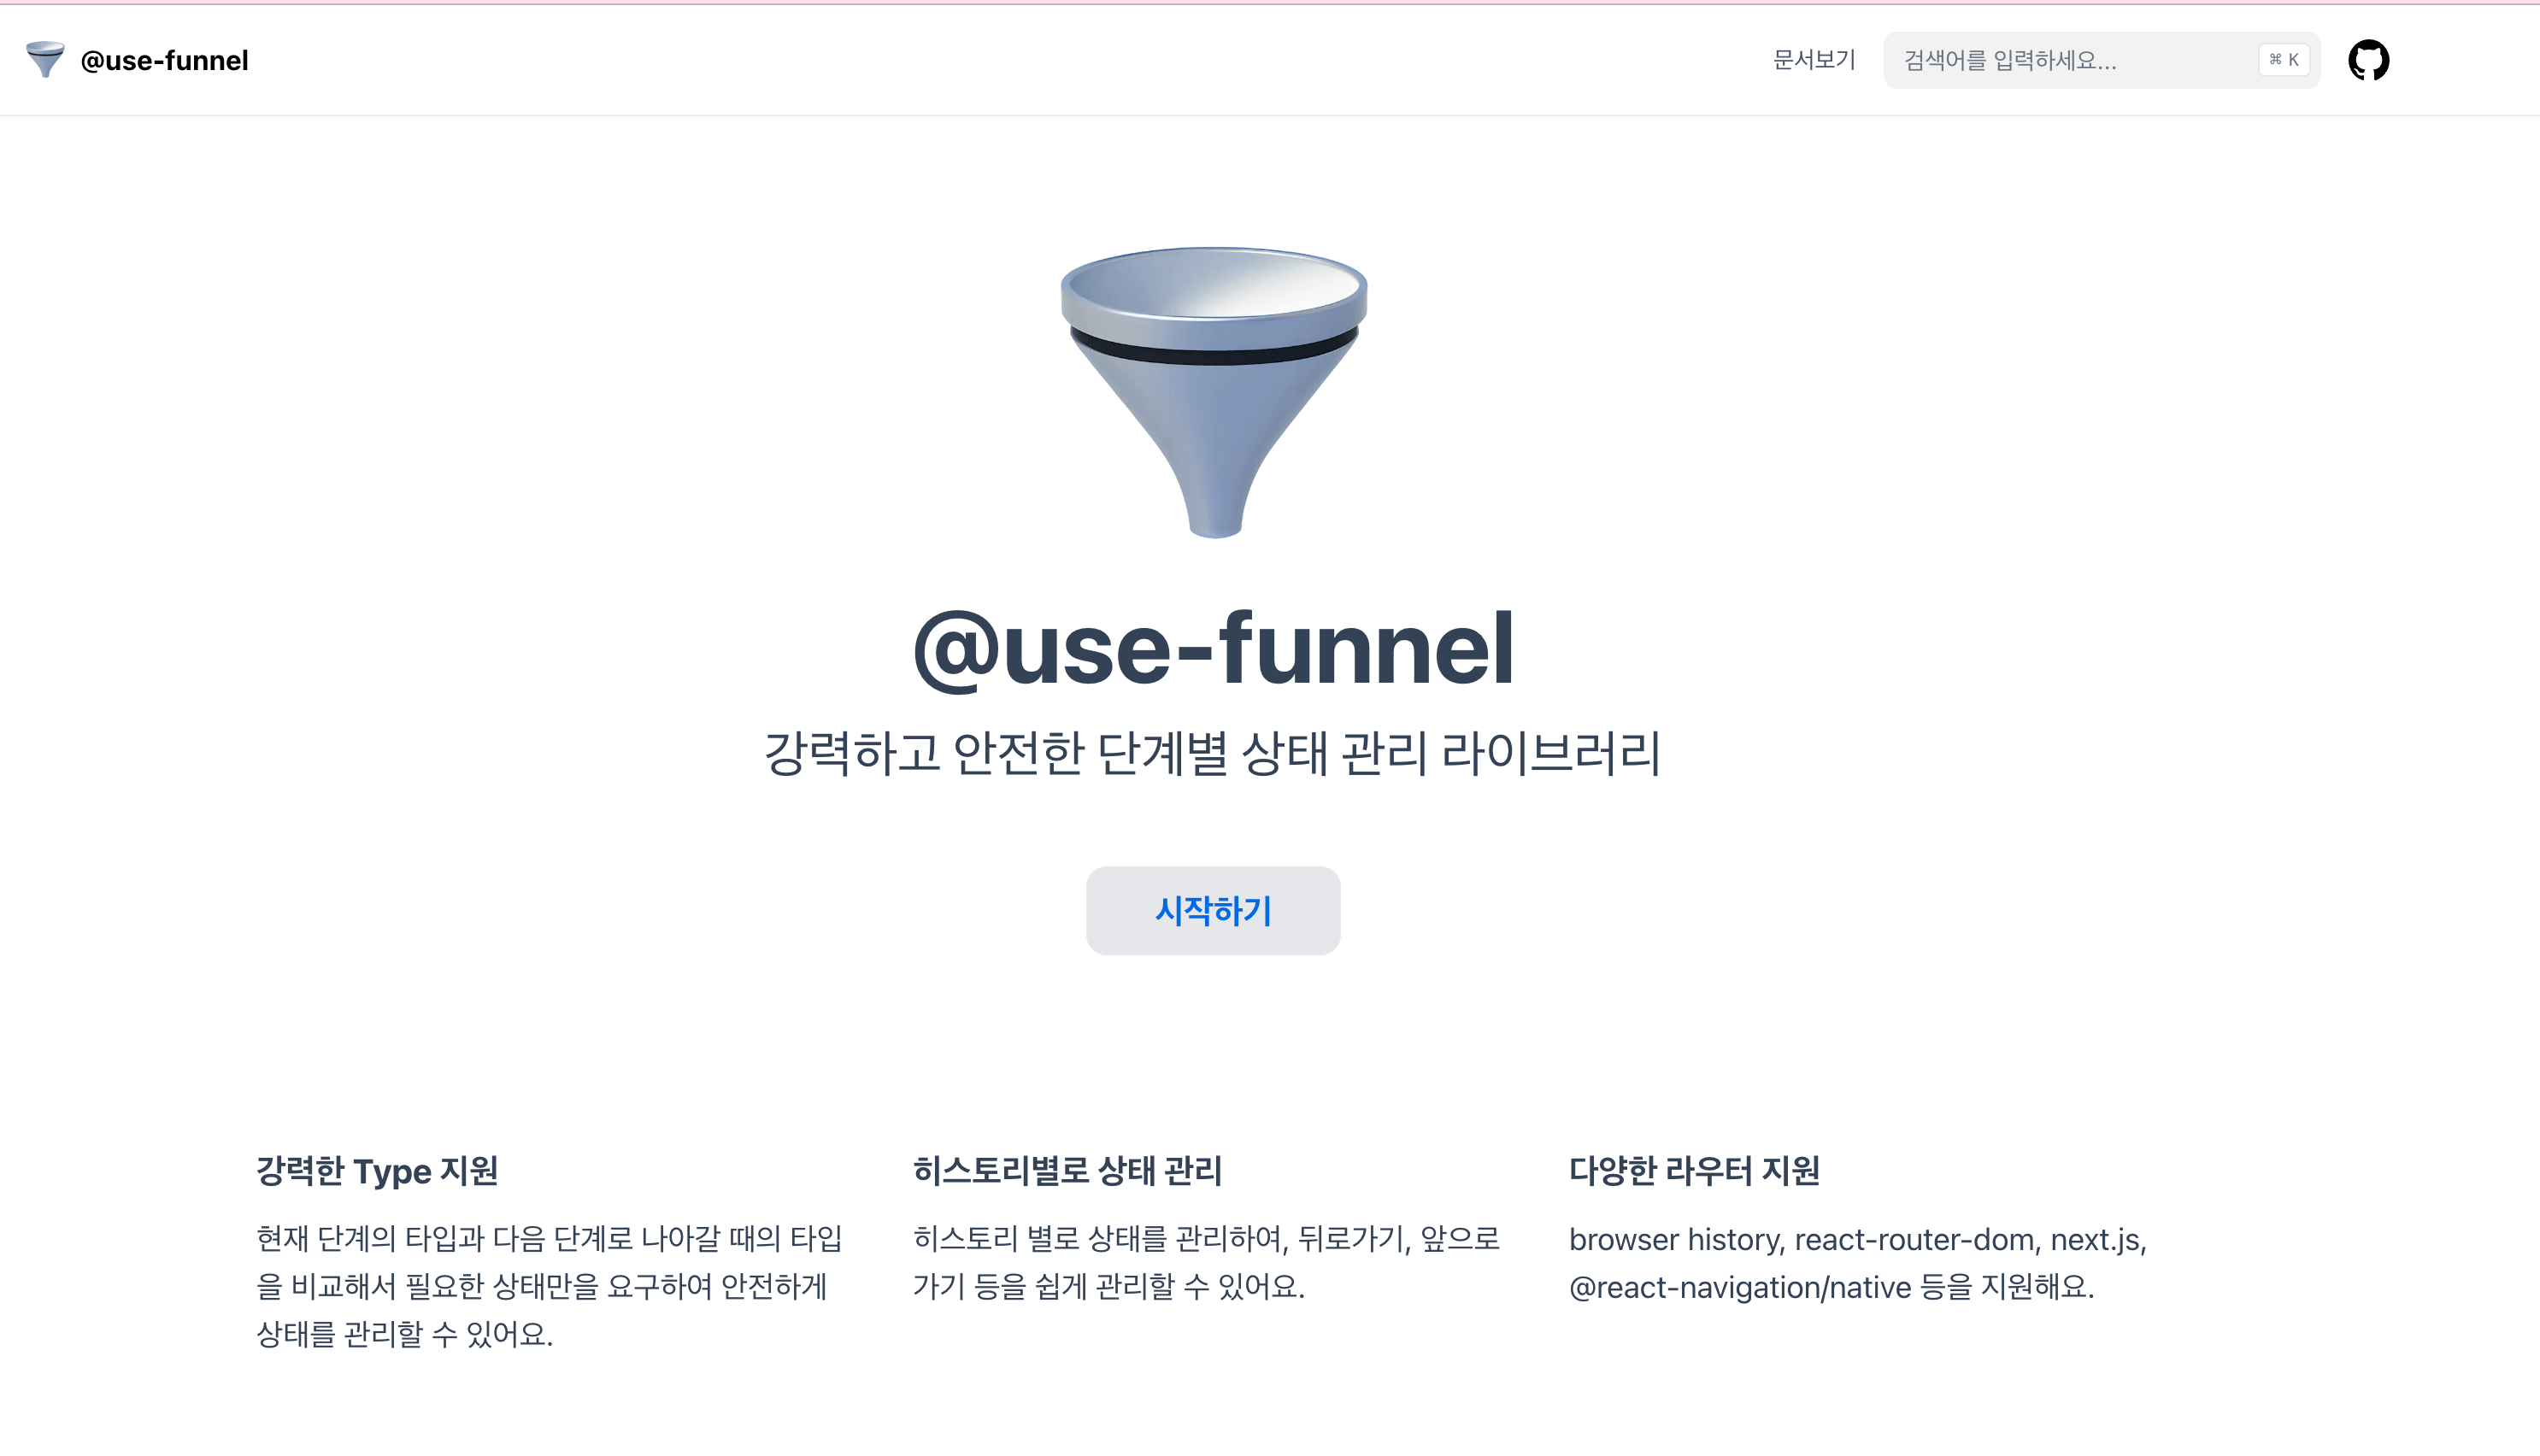 @use-funnel
문서보기
검색어를 입력하세요...
⌘ K
@use-funnel
강력하고 안전한 단계별 상태 관리 라이브러리
시작하기
강력한 Type 지원
현재 단계의 타입과 다음 단계로 나아갈 때의 타입
을 비교해서 필요한 상태만을 요구하여 안전하게
상태를 관리할 수 있어요.
히스토리별로 상태 관리
히스토리 별로 상태를 관리하여, 뒤로가기, 앞으로
가기 등을 쉽게 관리할 수 있어요.
다양한 라우터 지원
browser history, react-router-dom, next.js,
@react-navigation/native 등을 지원해요.